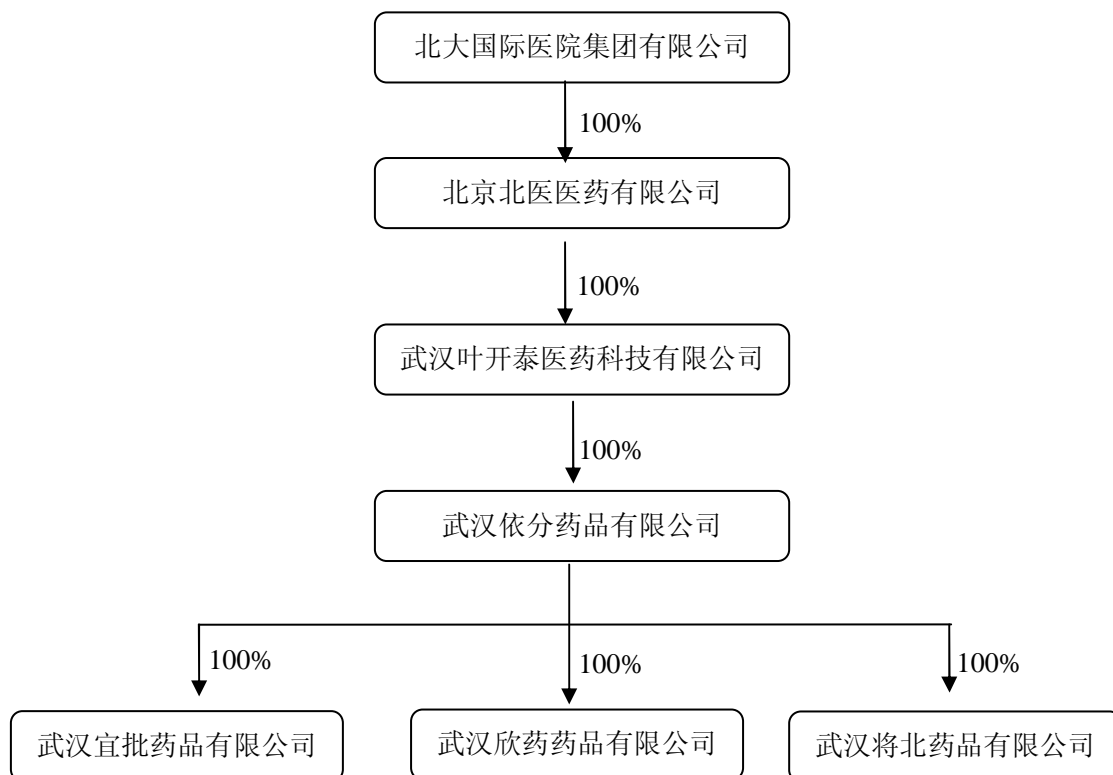 北大国际医院集团有限公司
100%
北京北医医药有限公司
100%
武汉叶开泰医药科技有限公司
100%
武汉依分药品有限公司
100%
100%
100%
武汉宜批药品有限公司
武汉欣药药品有限公司
武汉将北药品有限公司